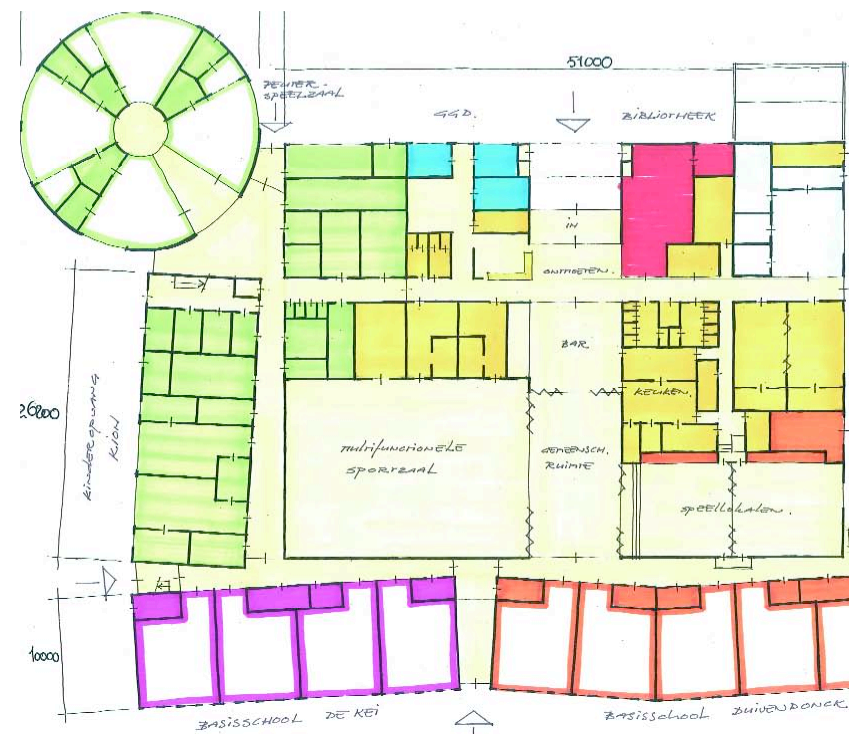 51000
PEUTER-
SPEELZAAL
GGD.
BIBLIOTHEEK
IN
ONTMOETEN.
BAR
KEUKEN.
KINDEROPVANG
KION
26200
multifunctionele
SPORTZAAL
GEMEENSCH.
RUIMTE
SPEELLOKALEN.
10000
BASISSCHOOL DE KEI
BASISSCHOOL DUIVENDONCK